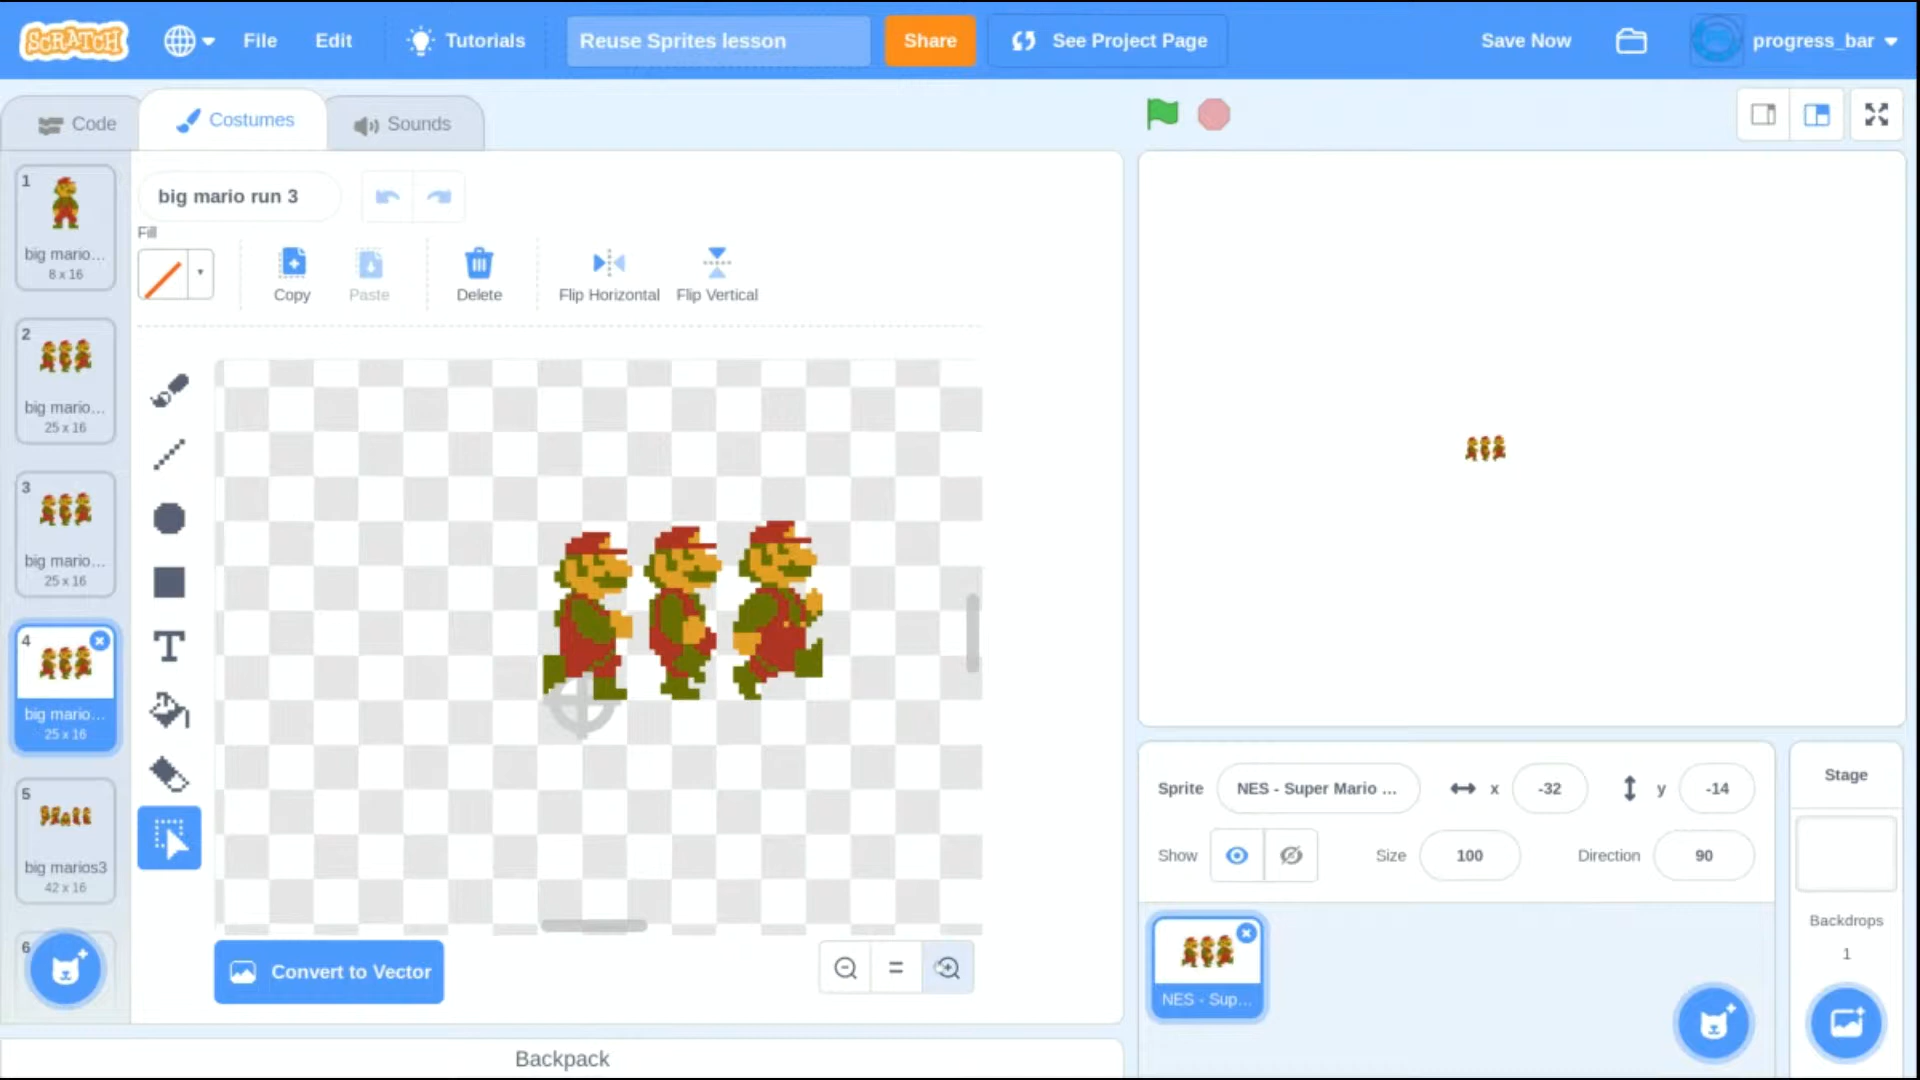 SCRATCH File Edit Tutorials Reuse Sprites lesson Share See Project Page Save Now progress_bar
Code Costumes Sounds
1
big mario...
8 x 16
2
big mario...
25 x 16
3
big mario...
25 x 16
4
big mario...
25 x 16
5
big marios3
42 x 16
6
big mario run 3
Fill
Copy Paste Delete Flip Horizontal Flip Vertical
T
Convert to Vector
Backpack
Sprite NES - Super Mario ... x -32 y -14
Show Size 100 Direction 90
NES - Sup...
Stage
Backdrops
1